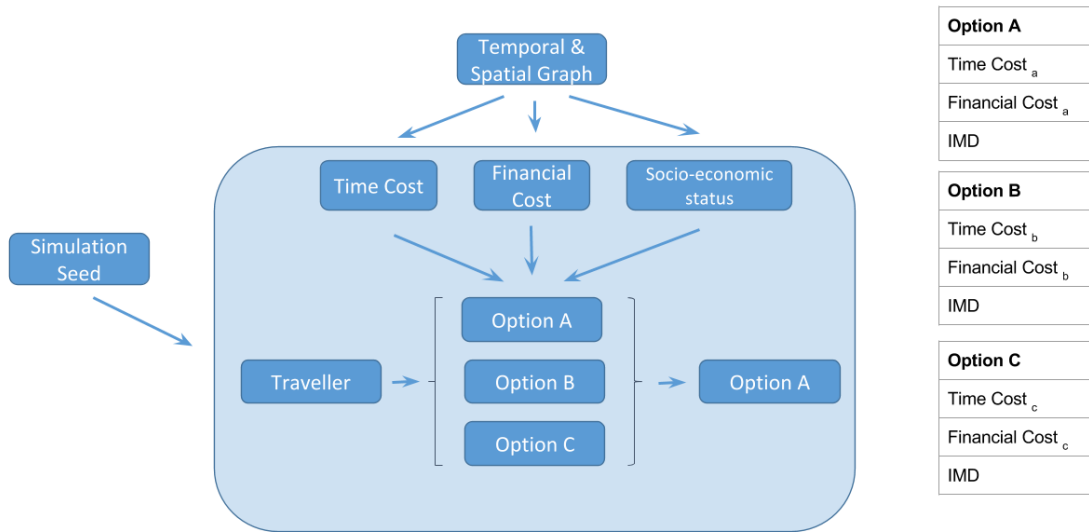 Temporal &
Spatial Graph
Time Cost
Financial
Cost
Socio-economic
status
Simulation
Seed
Option A
Traveller
Option B
Option A
Option C
Option A
Time Cost a
Financial Cost a
IMD
Option B
Time Cost b
Financial Cost b
IMD
Option C
Time Cost c
Financial Cost c
IMD